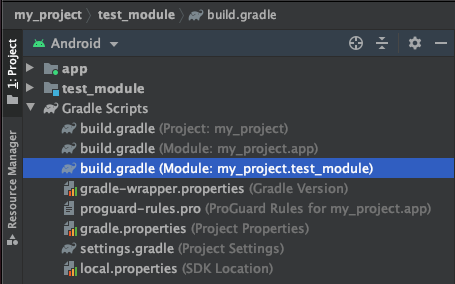 my_project > test_module > build.gradle
1: Project
Resource Manager
Android
app
test_module
Gradle Scripts
build.gradle (Project: my_project)
build.gradle (Module: my_project.app)
build.gradle (Module: my_project.test_module)
gradle-wrapper.properties (Gradle Version)
proguard-rules.pro (ProGuard Rules for my_project.app)
gradle.properties (Project Properties)
settings.gradle (Project Settings)
local.properties (SDK Location)